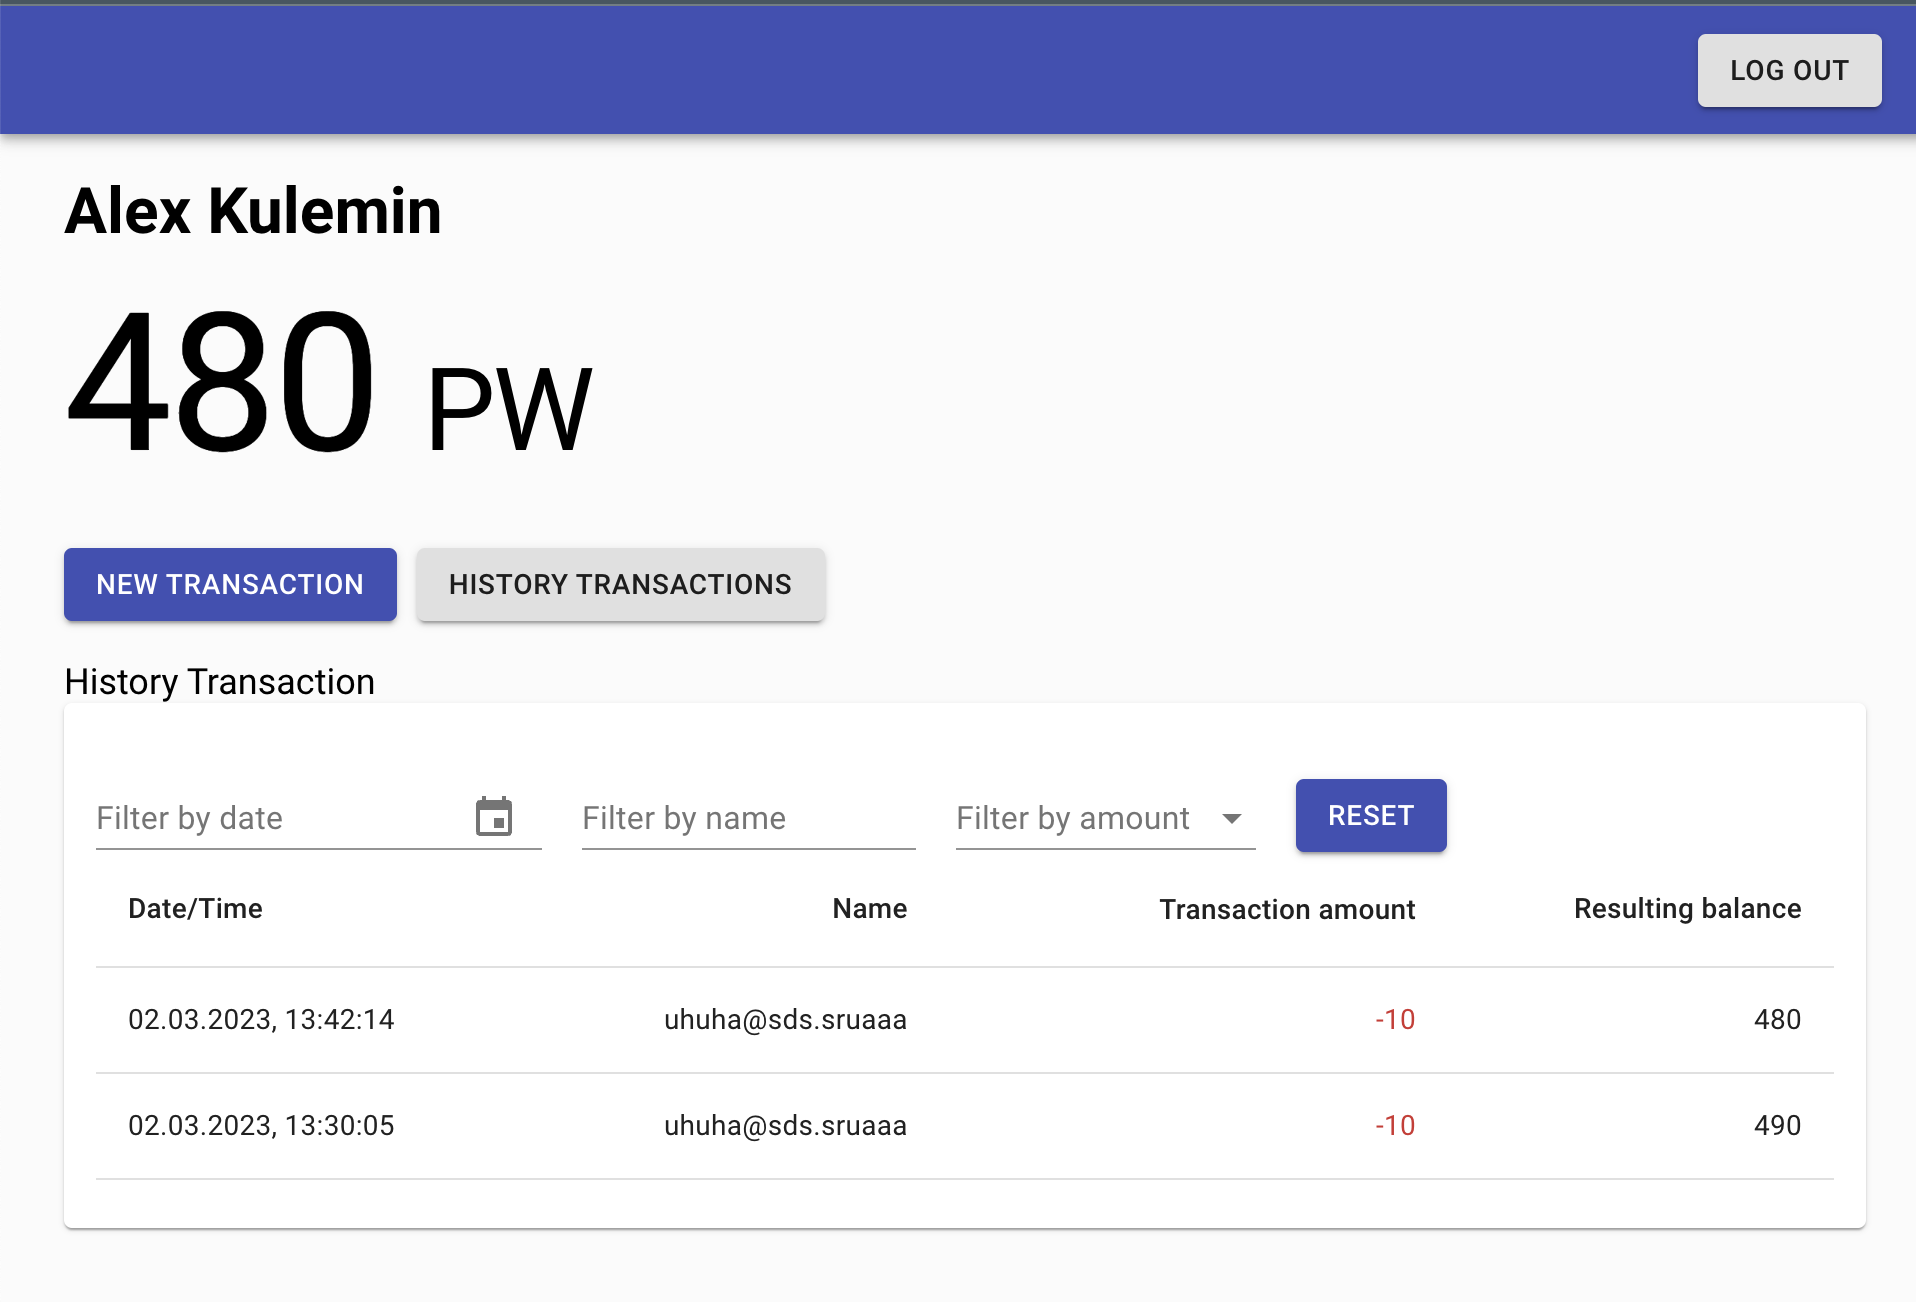 LOG OUT
Alex Kulemin
480 PW
NEW TRANSACTION HISTORY TRANSACTIONS
History Transaction
Filter by date Filter by name Filter by amount RESET
Date/Time Name Transaction amount Resulting balance
02.03.2023, 13:42:14 uhuha@sds.sruaaa -10 480
02.03.2023, 13:30:05 uhuha@sds.sruaaa -10 490